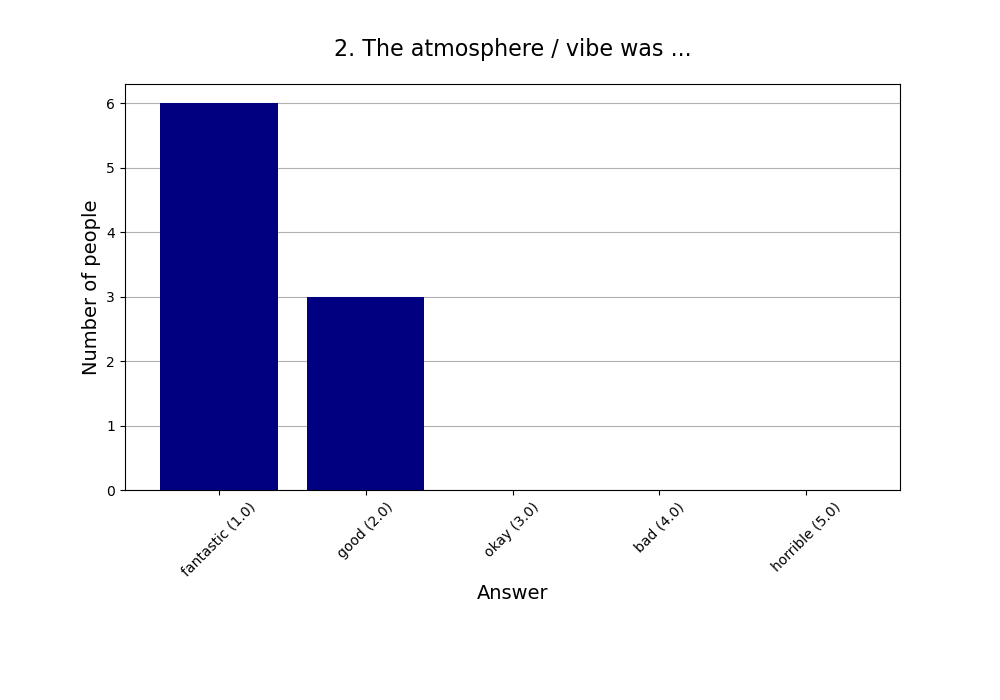 2. The atmosphere / vibe was ...
Number of people
6
5
4
3
2
1
0
fantastic (1.0)
good (2.0)
okay (3.0)
bad (4.0)
horrible (5.0)
Answer